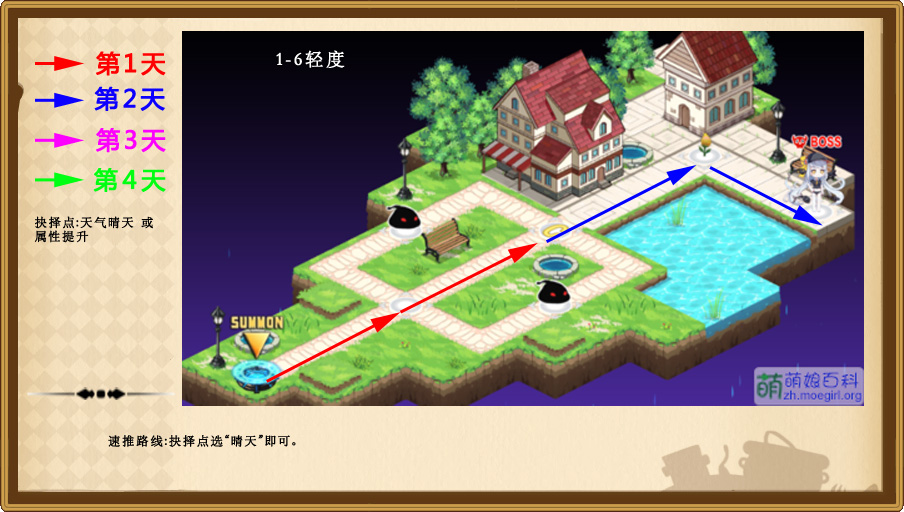 1-6轻度
第1天
第2天
第3天
第4天
抉择点:天气晴天 或
属性提升
SUMMON
BOSS
萌 萌娘百科
zh.moegirl.org
速推路线:抉择点选“晴天”即可。